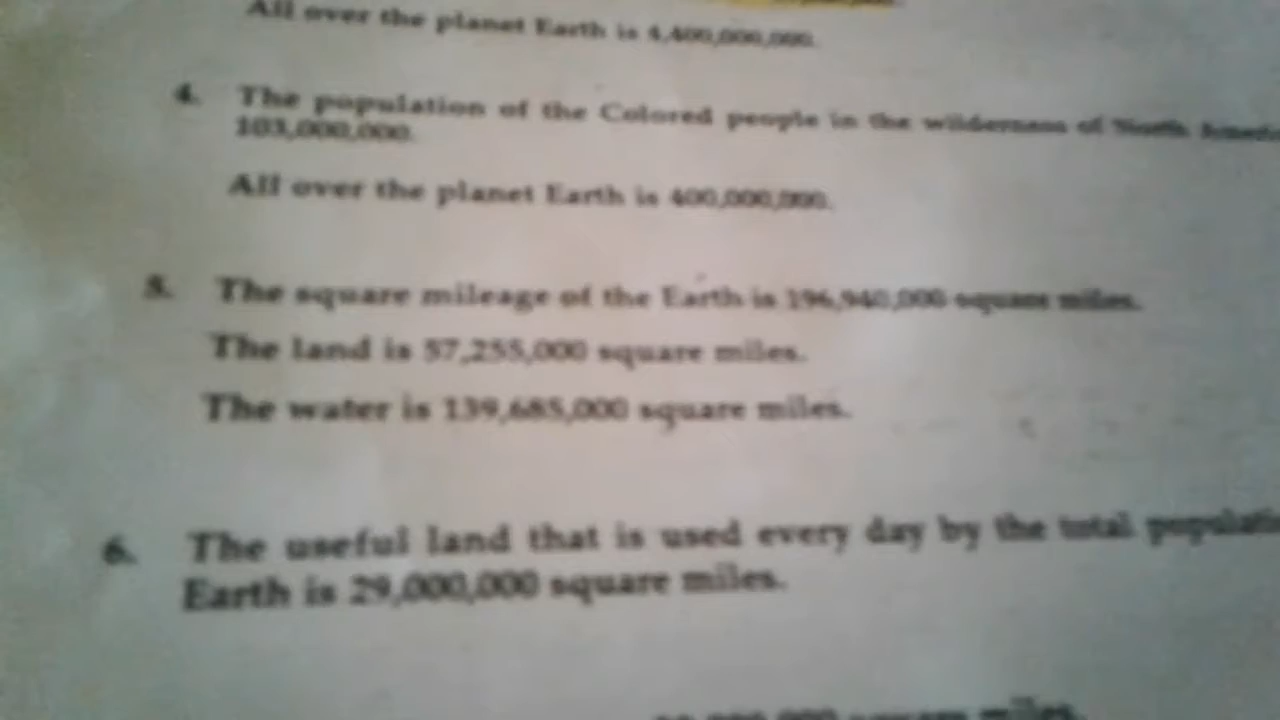 All over the planet Earth is 4,400,000,000.
4. The population of the Colored people in the wilderness of North
103,000,000.
All over the planet Earth is 400,000,000.
5. The square mileage of the Earth is 196,940,000 square miles.
The land is 57,255,000 square miles.
The water is 139,685,000 square miles.
6. The useful land that is used every day by the total
Earth is 29,000,000 square miles.
square miles.